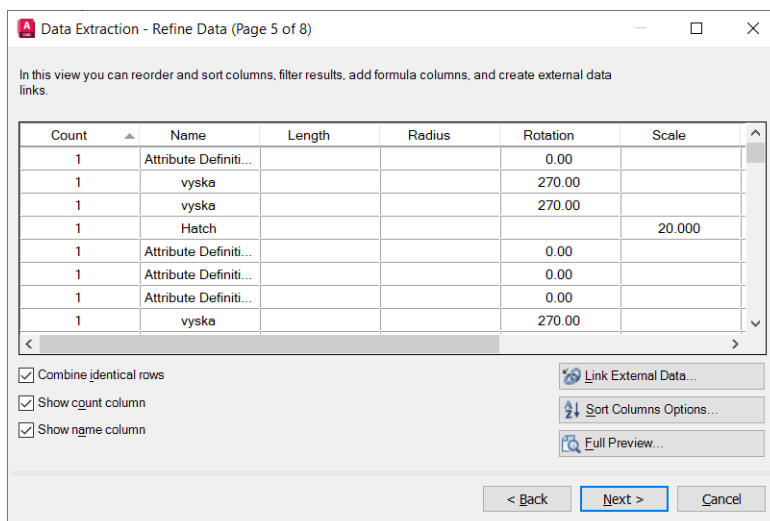 Data Extraction - Refine Data (Page 5 of 8)
In this view you can reorder and sort columns, filter results, add formula columns, and create external data
links.
Count Name Length Radius Rotation Scale
1 Attribute Definiti... 0.00
1 vyska 270.00
1 vyska 270.00
1 Hatch 20.000
1 Attribute Definiti... 0.00
1 Attribute Definiti... 0.00
1 Attribute Definiti... 0.00
1 vyska 270.00
Combine identical rows
Link External Data...
Show count column
Sort Columns Options...
Show name column
Full Preview...
< Back Next > Cancel